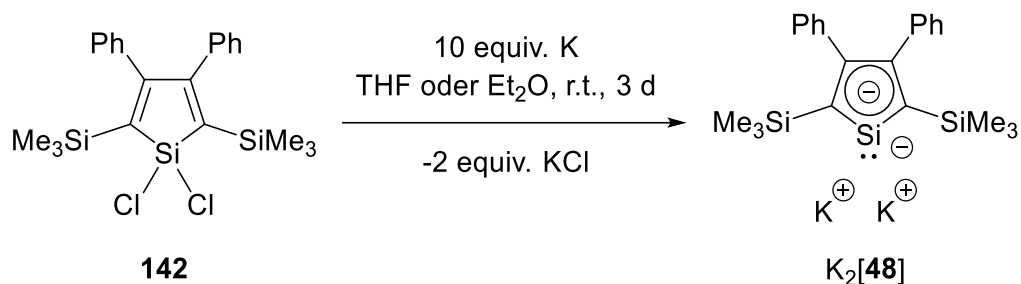 Ph Ph
10 equiv. K
THF oder Et₂O, r.t., 3 d
-2 equiv. KCl
Me₃Si Si SiMe₃
Cl Cl
142
Ph Ph
⊖
Me₃Si Si SiMe₃
.. ⊖
K⊕ K⊕
K₂[48]